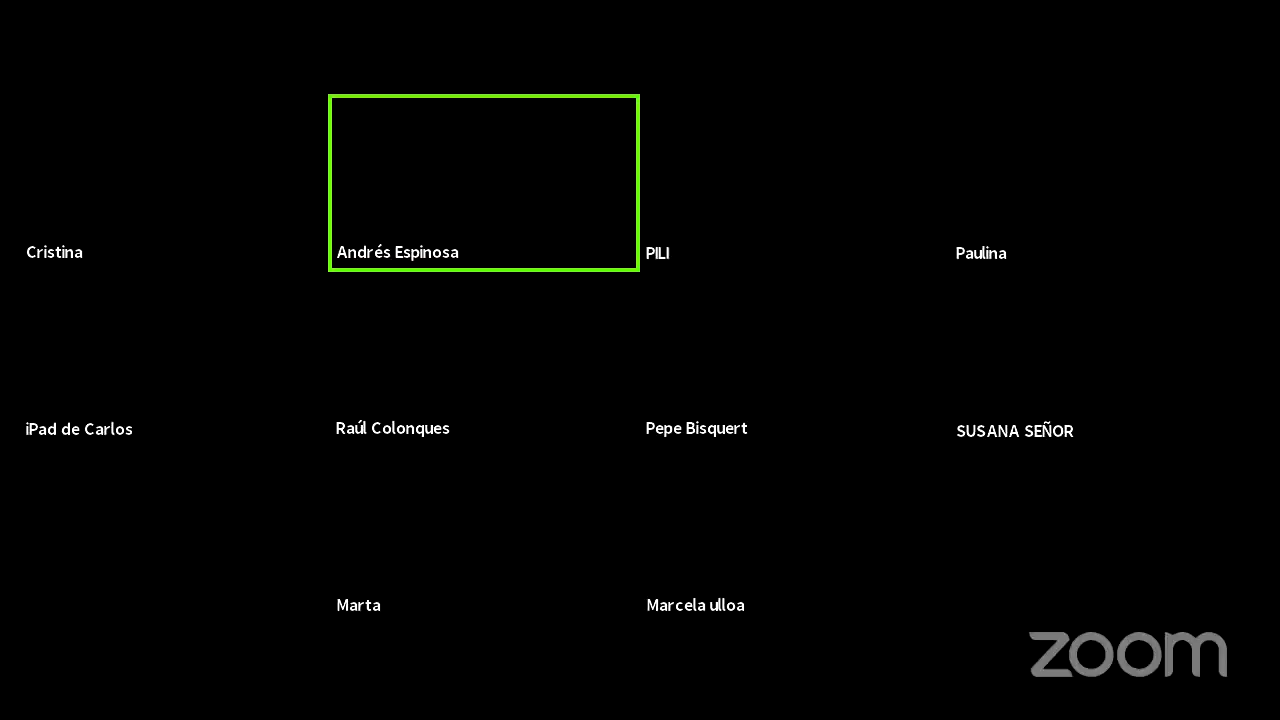 Cristina
Andrés Espinosa
PILI
Paulina
iPad de Carlos
Raúl Colonques
Pepe Bisquert
SUSANA SEÑOR
Marta
Marcela ulloa
zoom